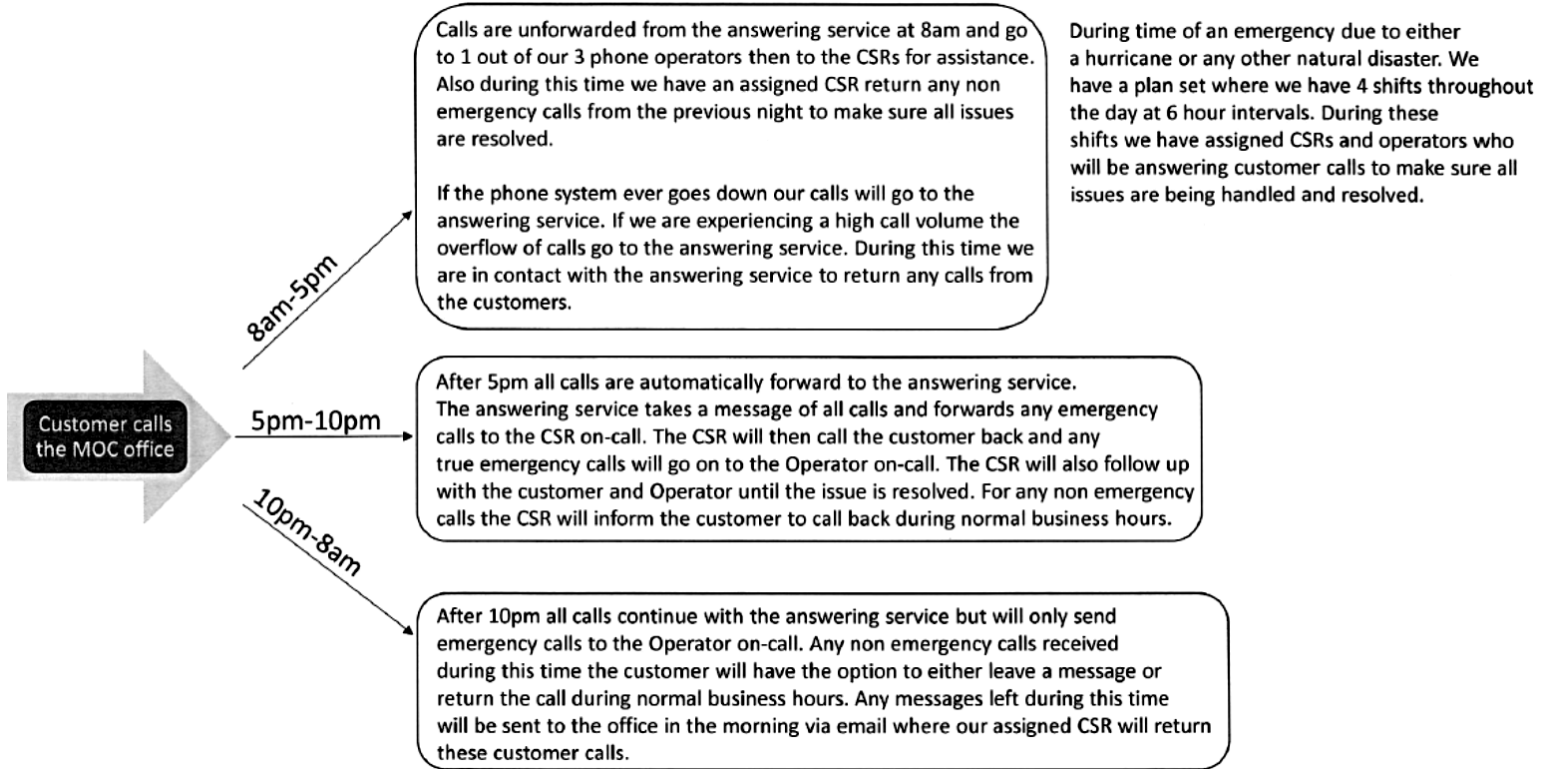 Customer calls
the MOC office
8am-5pm
Calls are unforwarded from the answering service at 8am and go
to 1 out of our 3 phone operators then to the CSRs for assistance.
Also during this time we have an assigned CSR return any non
emergency calls from the previous night to make sure all issues
are resolved.
If the phone system ever goes down our calls will go to the
answering service. If we are experiencing a high call volume the
overflow of calls go to the answering service. During this time we
are in contact with the answering service to return any calls from
the customers.
5pm-10pm
After 5pm all calls are automatically forward to the answering service.
The answering service takes a message of all calls and forwards any emergency
calls to the CSR on-call. The CSR will then call the customer back and any
true emergency calls will go on to the Operator on-call. The CSR will also follow up
with the customer and Operator until the issue is resolved. For any non emergency
calls the CSR will inform the customer to call back during normal business hours.
10pm-8am
After 10pm all calls continue with the answering service but will only send
emergency calls to the Operator on-call. Any non emergency calls received
during this time the customer will have the option to either leave a message or
return the call during normal business hours. Any messages left during this time
will be sent to the office in the morning via email where our assigned CSR will return
these customer calls.
During time of an emergency due to either
a hurricane or any other natural disaster. We
have a plan set where we have 4 shifts throughout
the day at 6 hour intervals. During these
shifts we have assigned CSRs and operators who
will be answering customer calls to make sure all
issues are being handled and resolved.